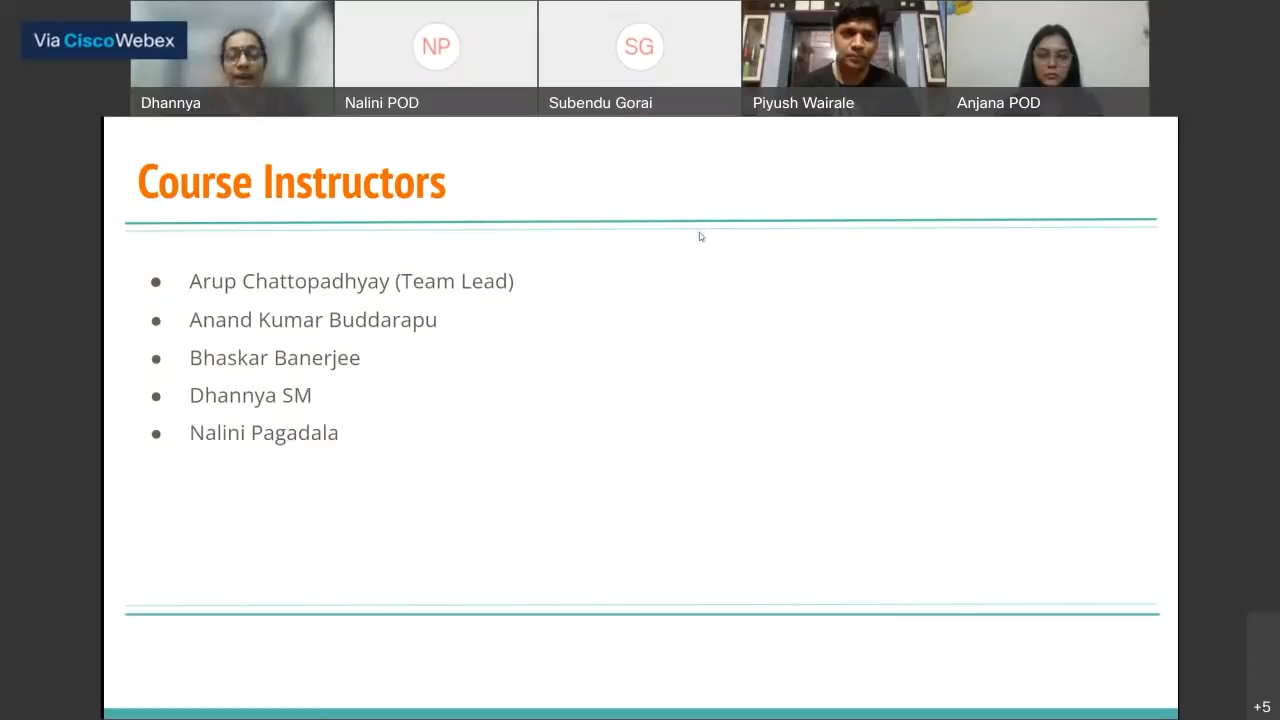 Via CiscoWebex
NP
SG
Dhannya
Nalini POD
Subendu Gorai
Piyush Wairale
Anjana POD
Course Instructors
● Arup Chattopadhyay (Team Lead)
● Anand Kumar Buddarapu
● Bhaskar Banerjee
● Dhannya SM
● Nalini Pagadala
+5